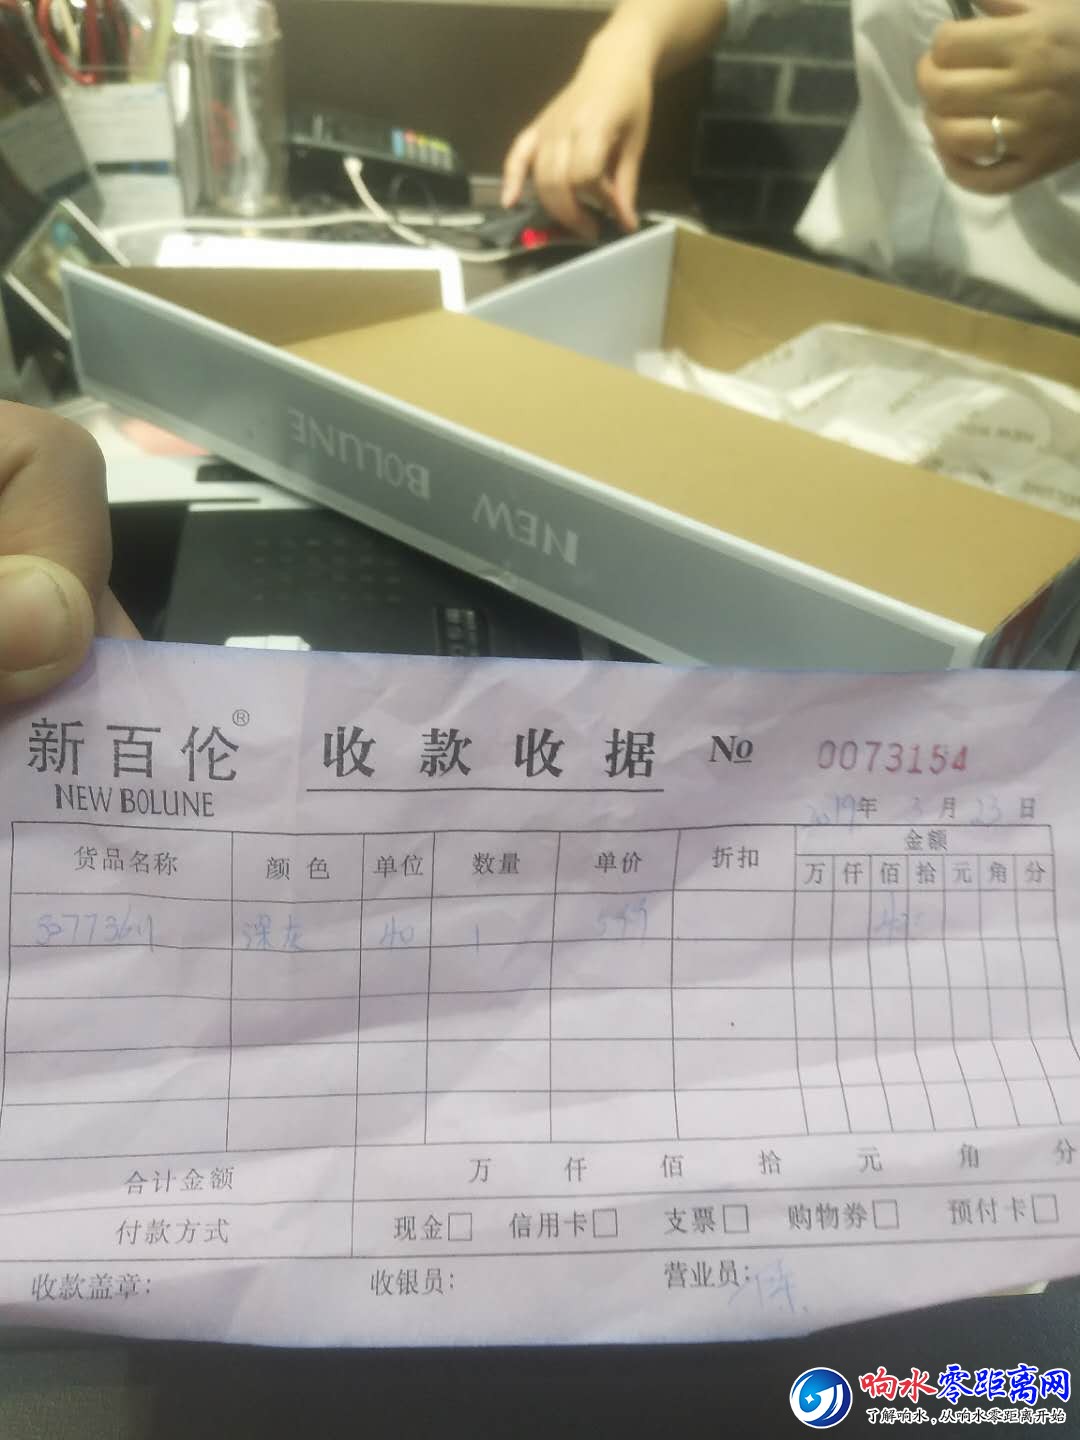 NEW BOLUNE
新百伦® 收款收据 No 0073154
NEW BOLUNE
2019年 3月 23日
货品名称 颜色 单位 数量 单价 折扣 金额
万 仟 佰 拾 元 角 分
深灰 40 1
合计金额 万 仟 佰 拾 元 角 分
付款方式 现金□ 信用卡□ 支票□ 购物券□ 预付卡□
收款盖章： 收银员： 营业员：
响水零距离网
了解响水，从响水零距离开始